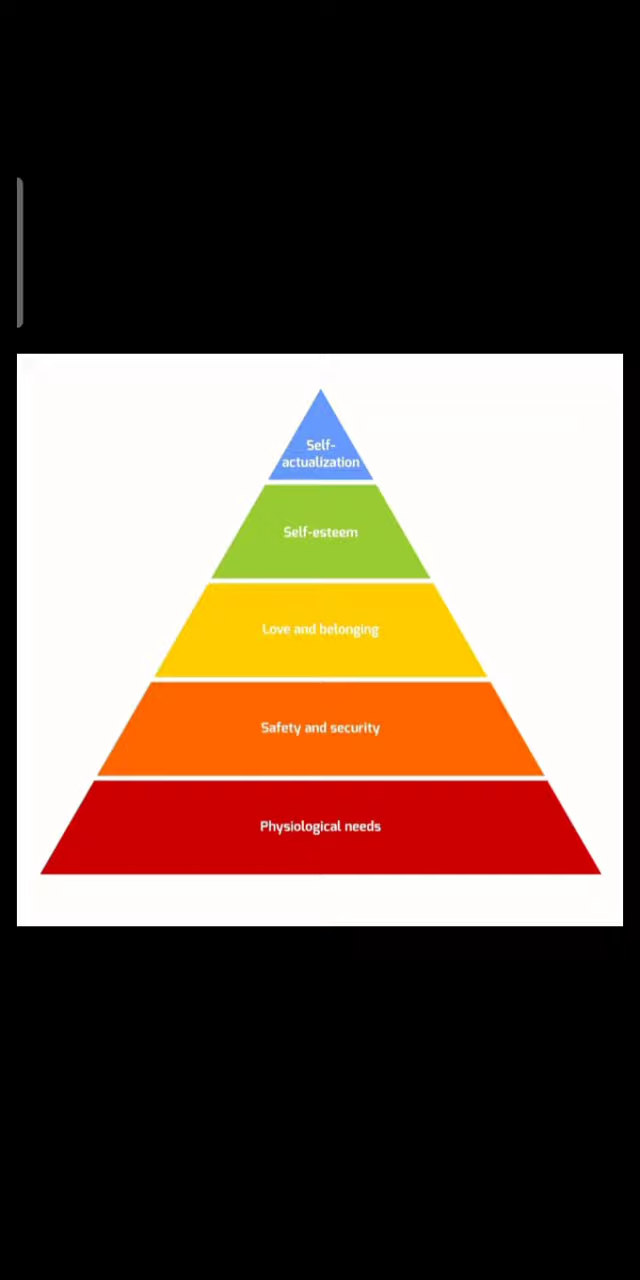 Self-
actualization
Self-esteem
Love and belonging
Safety and security
Physiological needs